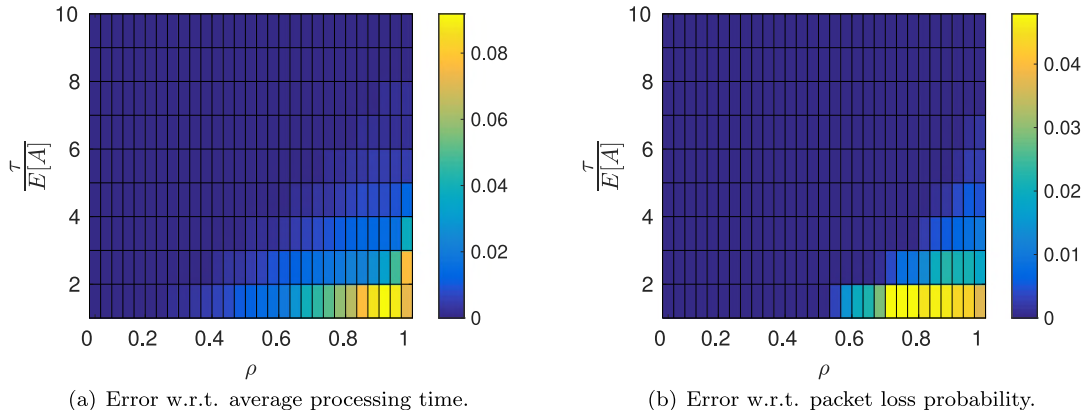 10
8
6
4
2
τ
E[A]
0 0.2 0.4 0.6 0.8 1
ρ
0.08
0.06
0.04
0.02
0
(a) Error w.r.t. average processing time.
10
8
6
4
2
τ
E[A]
0 0.2 0.4 0.6 0.8 1
ρ
0.04
0.03
0.02
0.01
0
(b) Error w.r.t. packet loss probability.